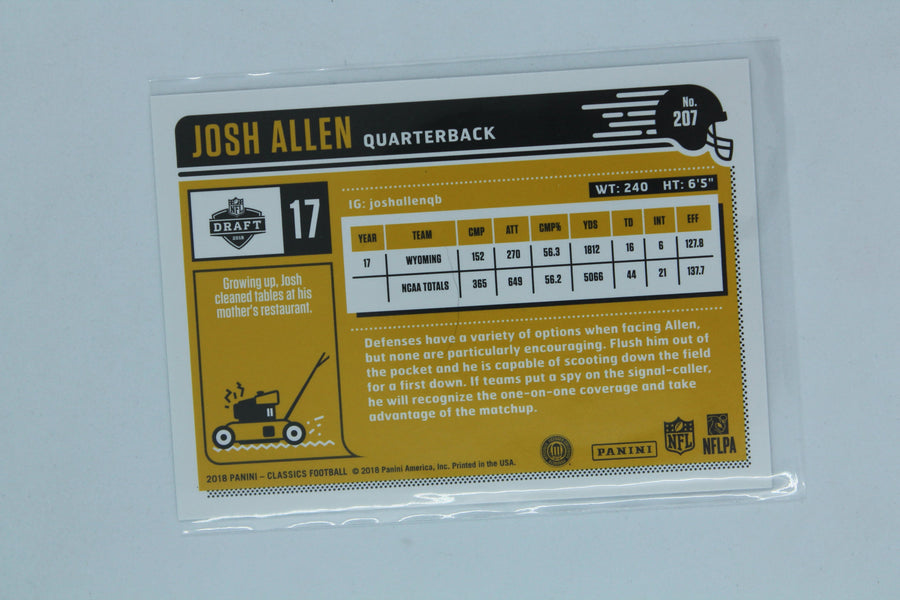 JOSH ALLEN QUARTERBACK
No.
207
NFL
DRAFT
2018
17
IG: joshallenqb
WT: 240 HT: 6'5"
YEAR TEAM CMP ATT CMP% YDS TD INT EFF
17 WYOMING 152 270 56.3 1812 16 6 127.8
NCAA TOTALS 365 649 56.2 5066 44 21 137.7
Growing up, Josh
cleaned tables at his
mother's restaurant.
Defenses have a variety of options when facing Allen,
but none are particularly encouraging. Flush him out of
the pocket and he is capable of scooting down the field
for a first down. If teams put a spy on the signal-caller,
he will recognize the one-on-one coverage and take
advantage of the matchup.
PANINI
NFL
NFLPA
2018 PANINI – CLASSICS FOOTBALL © 2018 Panini America, Inc. Printed in the USA.